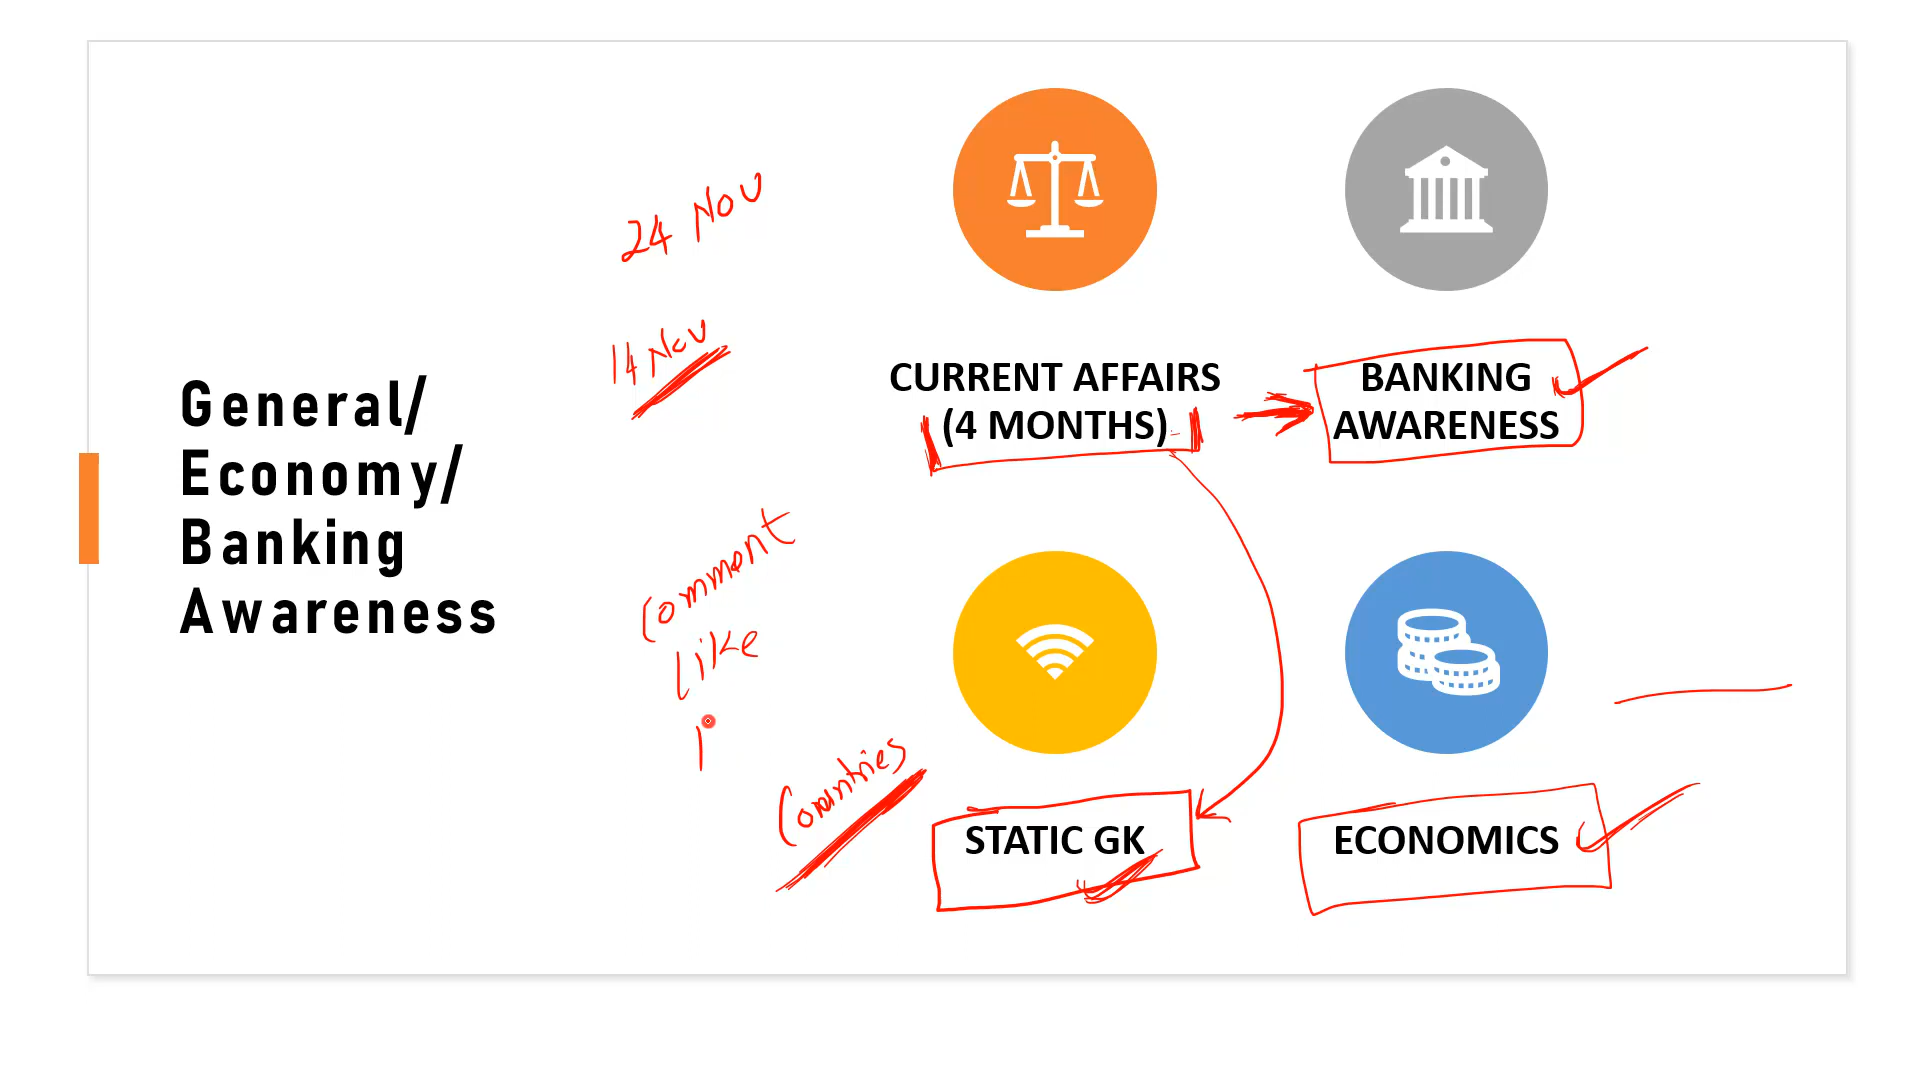 General/
Economy/
Banking
Awareness
24 Nov
14 Nov
Comment
like
Countries
CURRENT AFFAIRS
(4 MONTHS)
BANKING
AWARENESS
STATIC GK
ECONOMICS